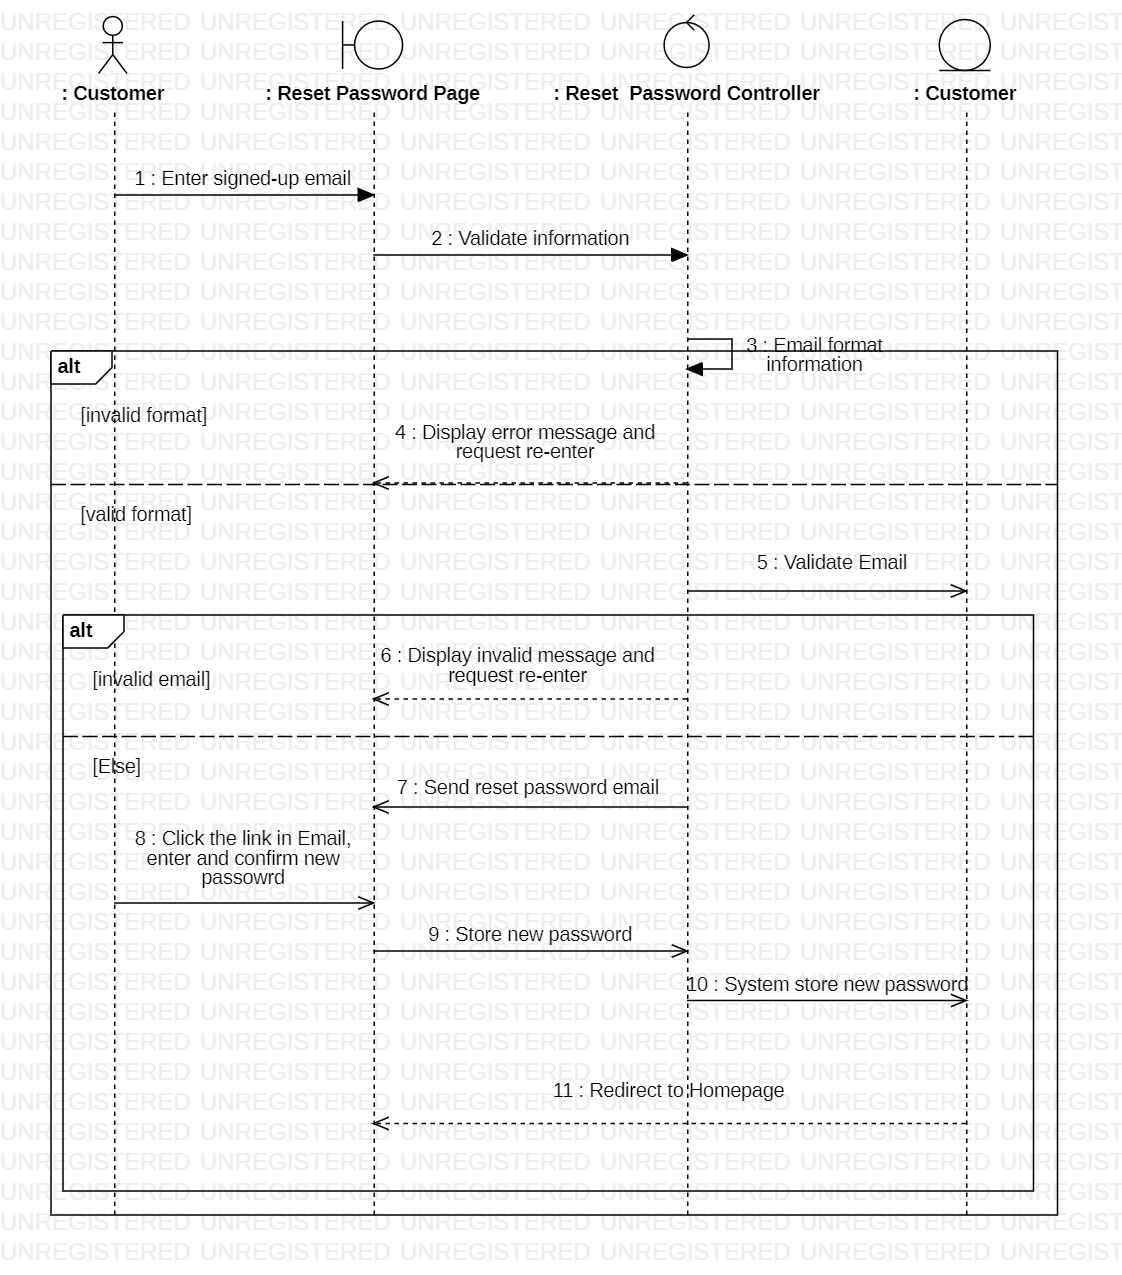 : Customer
: Reset Password Page
: Reset  Password Controller
: Customer
1 : Enter signed-up email
2 : Validate information
3 : Email format
information
alt
[invalid format]
4 : Display error message and
request re-enter
[valid format]
5 : Validate Email
alt
6 : Display invalid message and
request re-enter
[invalid email]
[Else]
7 : Send reset password email
8 : Click the link in Email,
enter and confirm new
passowrd
9 : Store new password
10 : System store new password
11 : Redirect to Homepage
UNREGISTERED